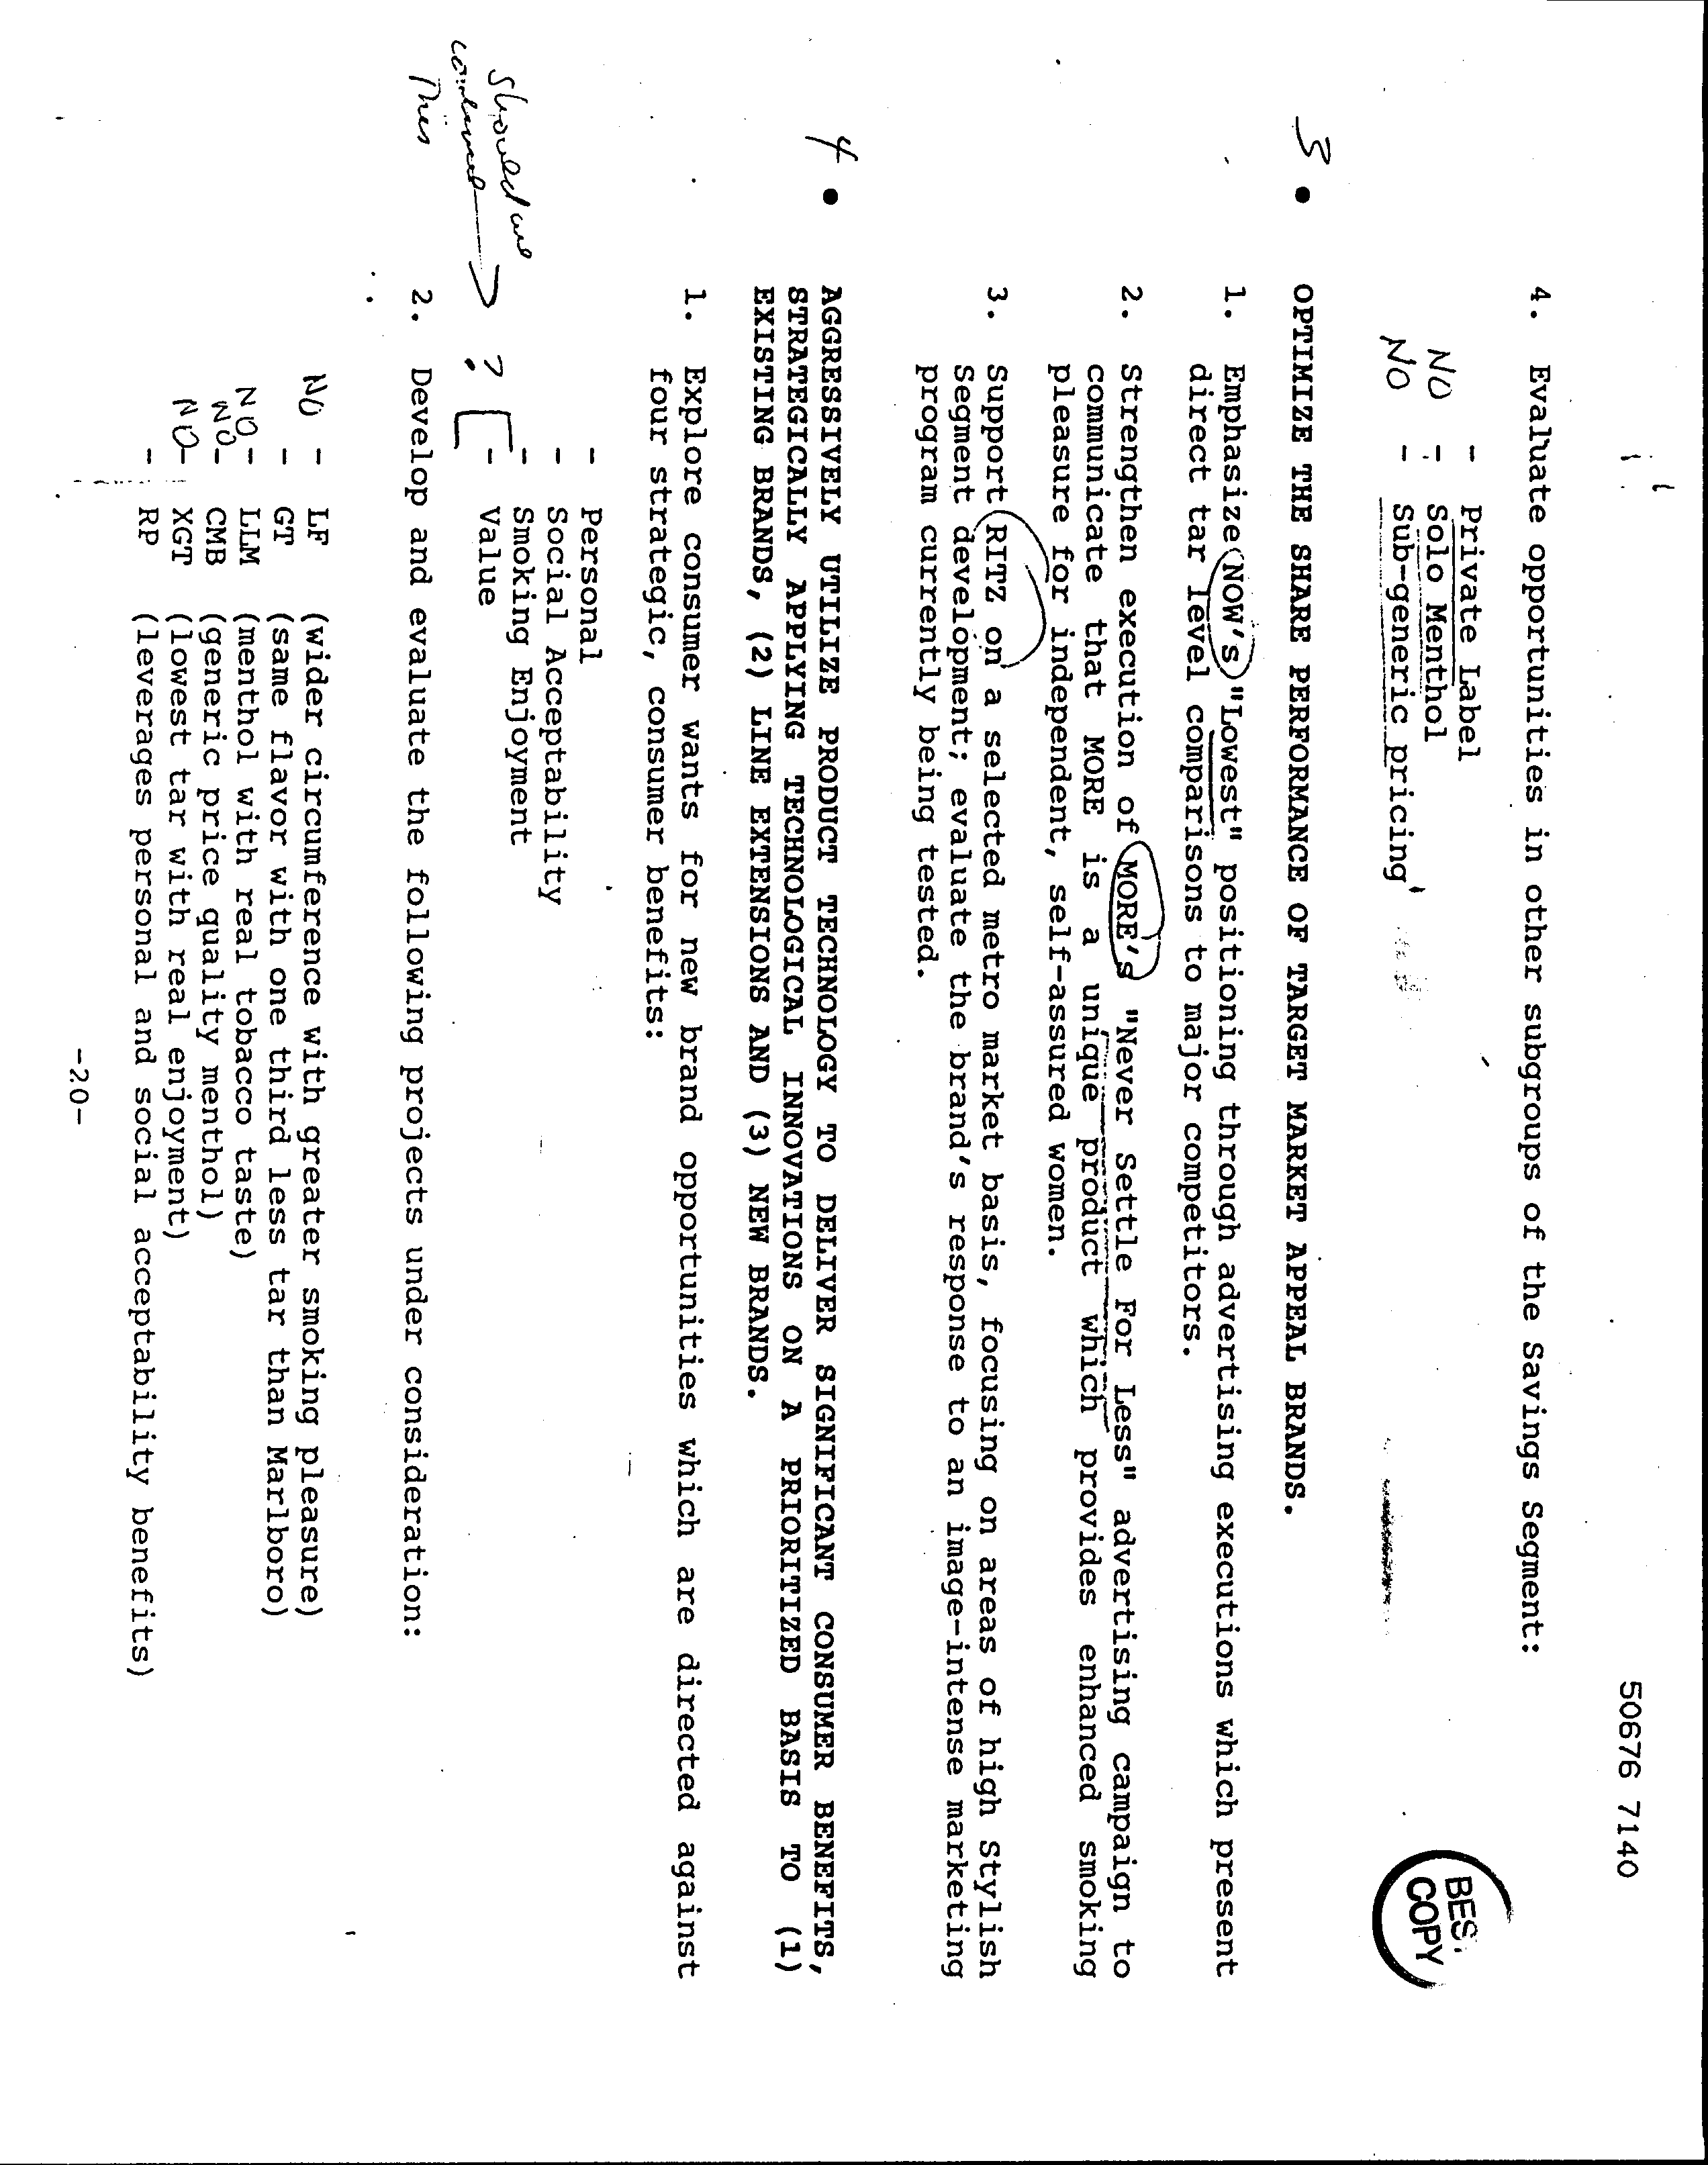 50676 7140
BEST COPY
4. Evaluate opportunities in other subgroups of the Savings Segment:
- Private Label
NO - Solo Menthol
NO - Sub-generic pricing
3 • OPTIMIZE THE SHARE PERFORMANCE OF TARGET MARKET APPEAL BRANDS.
1. Emphasize NOW's "Lowest" positioning through advertising executions which present
direct tar level comparisons to major competitors.
2. Strengthen execution of MORE's "Never Settle For Less" advertising campaign to
communicate that MORE is a unique product which provides enhanced smoking
pleasure for independent, self-assured women.
3. Support RITZ on a selected metro market basis, focusing on areas of high Stylish
Segment development; evaluate the brand's response to an image-intense marketing
program currently being tested.
4 • AGGRESSIVELY UTILIZE PRODUCT TECHNOLOGY TO DELIVER SIGNIFICANT CONSUMER BENEFITS,
STRATEGICALLY APPLYING TECHNOLOGICAL INNOVATIONS ON A PRIORITIZED BASIS TO (1)
EXISTING BRANDS, (2) LINE EXTENSIONS AND (3) NEW BRANDS.
1. Explore consumer wants for new brand opportunities which are directed against
four strategic, consumer benefits:
- Personal
- Social Acceptability
- Smoking Enjoyment
? [ - Value
Should we
This
2. Develop and evaluate the following projects under consideration:
NO - LF (wider circumference with greater smoking pleasure)
- GT (same flavor with one third less tar than Marlboro)
NO - LLM (menthol with real tobacco taste)
NO - CMB (generic price quality menthol)
NO - XGT (lowest tar with real enjoyment)
- RP (leverages personal and social acceptability benefits)
-20-